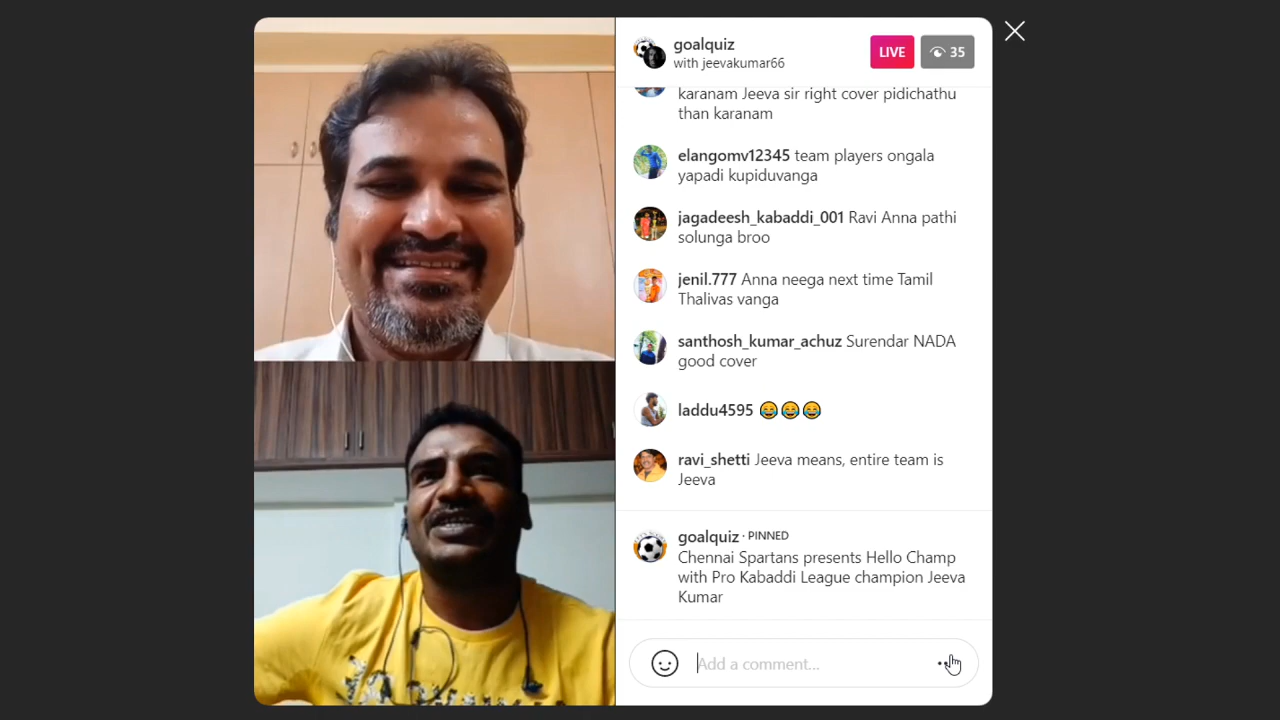 goalquiz
with jeevakumar66
LIVE
35
karanam Jeeva sir right cover pidichathu
than karanam
elangomv12345 team players ongala
yapadi kupiduvanga
jagadeesh_kabaddi_001 Ravi Anna pathi
solunga broo
jenil.777 Anna neega next time Tamil
Thalivas vanga
santhosh_kumar_achuz Surendar NADA
good cover
laddu4595 😂😂😂
ravi_shetti Jeeva means, entire team is
Jeeva
goalquiz · PINNED
Chennai Spartans presents Hello Champ
with Pro Kabaddi League champion Jeeva
Kumar
Add a comment...